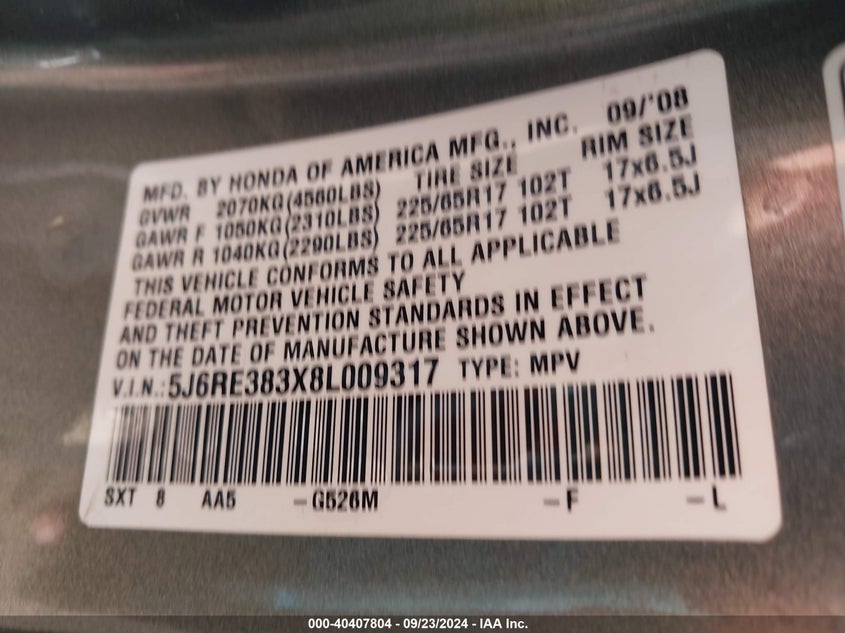 MFD. BY HONDA OF AMERICA MFG., INC. 09/'08
TIRE SIZE RIM SIZE
GVWR 2070KG(4560LBS)
GAWR F 1050KG(2310LBS) 225/65R17 102T 17x6.5J
GAWR R 1040KG(2290LBS) 225/65R17 102T 17x6.5J
THIS VEHICLE CONFORMS TO ALL APPLICABLE
FEDERAL MOTOR VEHICLE SAFETY
AND THEFT PREVENTION STANDARDS IN EFFECT
ON THE DATE OF MANUFACTURE SHOWN ABOVE.
V.I.N.: 5J6RE383X8L009317 TYPE: MPV
SXT 8 AA5 -G526M -F -L
000-40407804 - 09/23/2024 - IAA Inc.